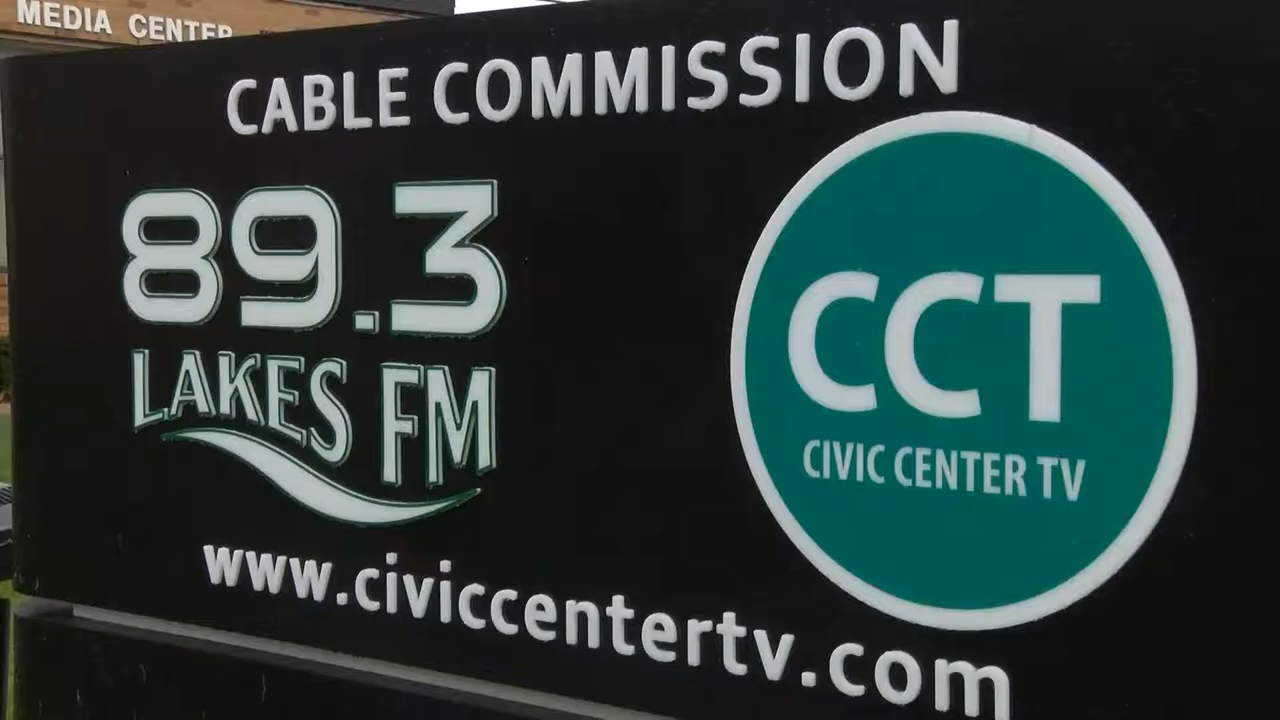 MEDIA CENTER
CABLE COMMISSION
89.3
LAKES FM
CCT
CIVIC CENTER TV
www.civiccentertv.com